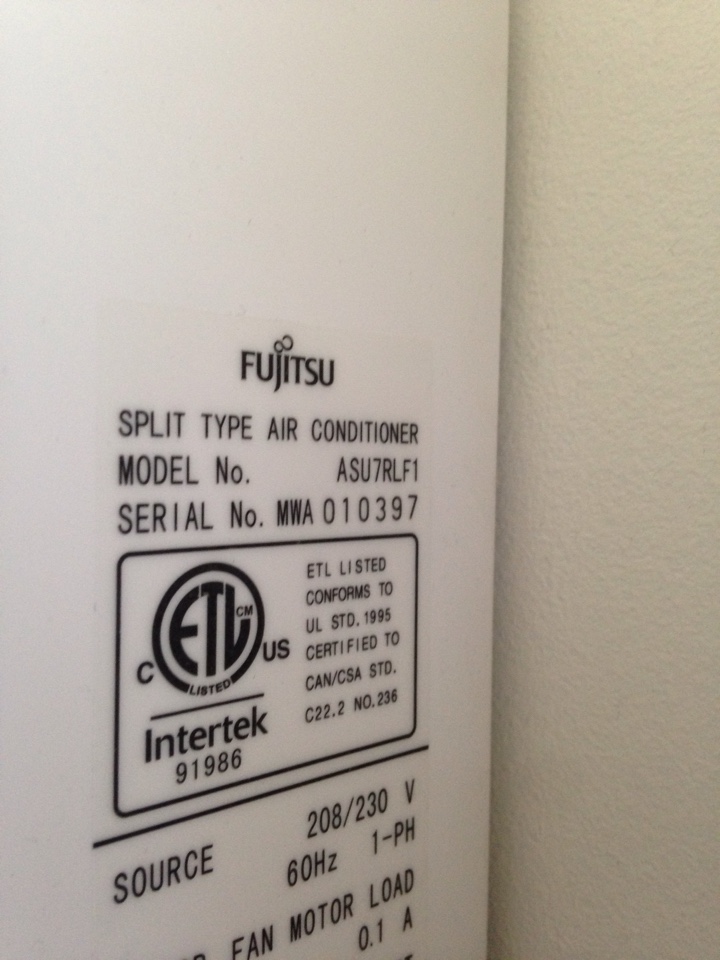 FUJITSU
SPLIT TYPE AIR CONDITIONER
MODEL No. ASU7RLF1
SERIAL No. MWA 010397
ETL CM
C US
LISTED
Intertek
91986
ETL LISTED
CONFORMS TO
UL STD. 1995
CERTIFIED TO
CAN/CSA STD.
C22.2 NO.236
SOURCE 208/230 V
60Hz 1-PH
FAN MOTOR LOAD
0.1 A